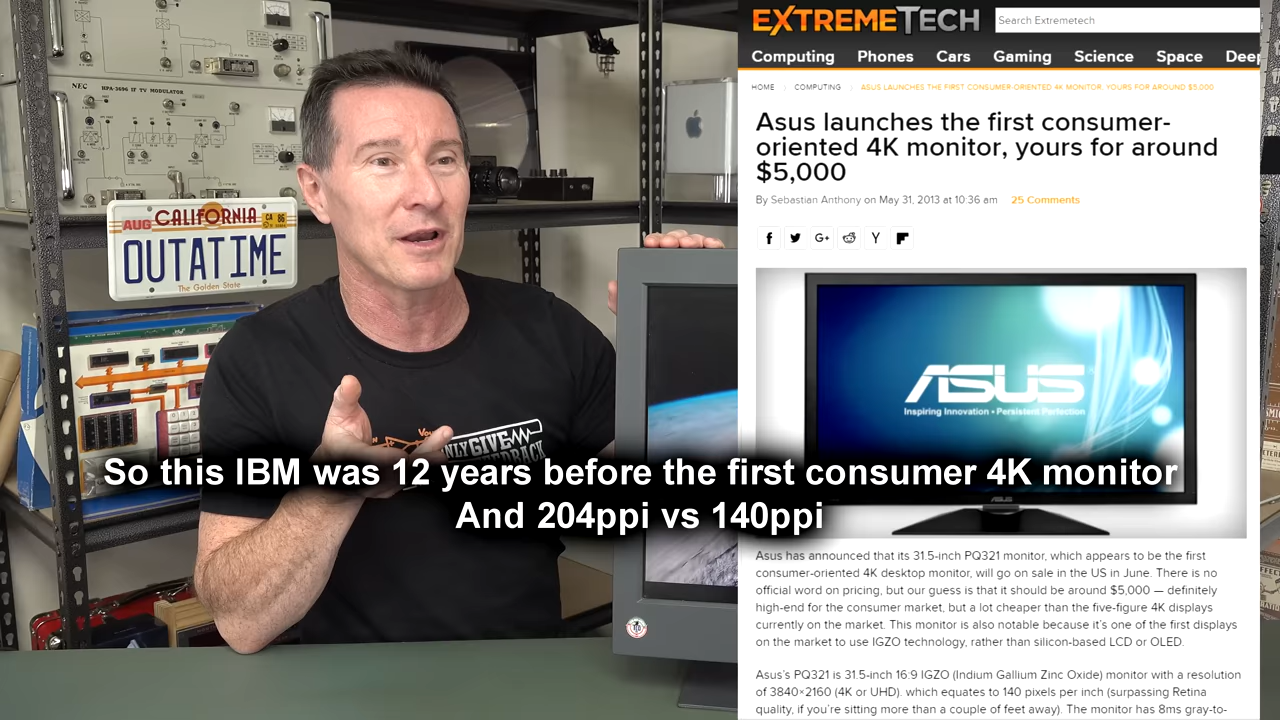 NEC
HPA-2696 IF TV MODULATOR
AUG
CALIFORNIA
CA 86
OUTATIME
The Golden State
ONLY GIVE
FEEDBACK
EXTREMETECH
Search Extremetech
Computing Phones Cars Gaming Science Space Deep
HOME COMPUTING ASUS LAUNCHES THE FIRST CONSUMER-ORIENTED 4K MONITOR, YOURS FOR AROUND $5,000
Asus launches the first consumer-
oriented 4K monitor, yours for around
$5,000
By Sebastian Anthony on May 31, 2013 at 10:36 am 25 Comments
ASUS
Inspiring Innovation • Persistent Perfection
So this IBM was 12 years before the first consumer 4K monitor
And 204ppi vs 140ppi
Asus has announced that its 31.5-inch PQ321 monitor, which appears to be the first
consumer-oriented 4K desktop monitor, will go on sale in the US in June. There is no
official word on pricing, but our guess is that it should be around $5,000 — definitely
high-end for the consumer market, but a lot cheaper than the five-figure 4K displays
currently on the market. This monitor is also notable because it's one of the first displays
on the market to use IGZO technology, rather than silicon-based LCD or OLED.
Asus's PQ321 is 31.5-inch 16:9 IGZO (Indium Gallium Zinc Oxide) monitor with a resolution
of 3840×2160 (4K or UHD). which equates to 140 pixels per inch (surpassing Retina
quality, if you're sitting more than a couple of feet away). The monitor has 8ms gray-to-